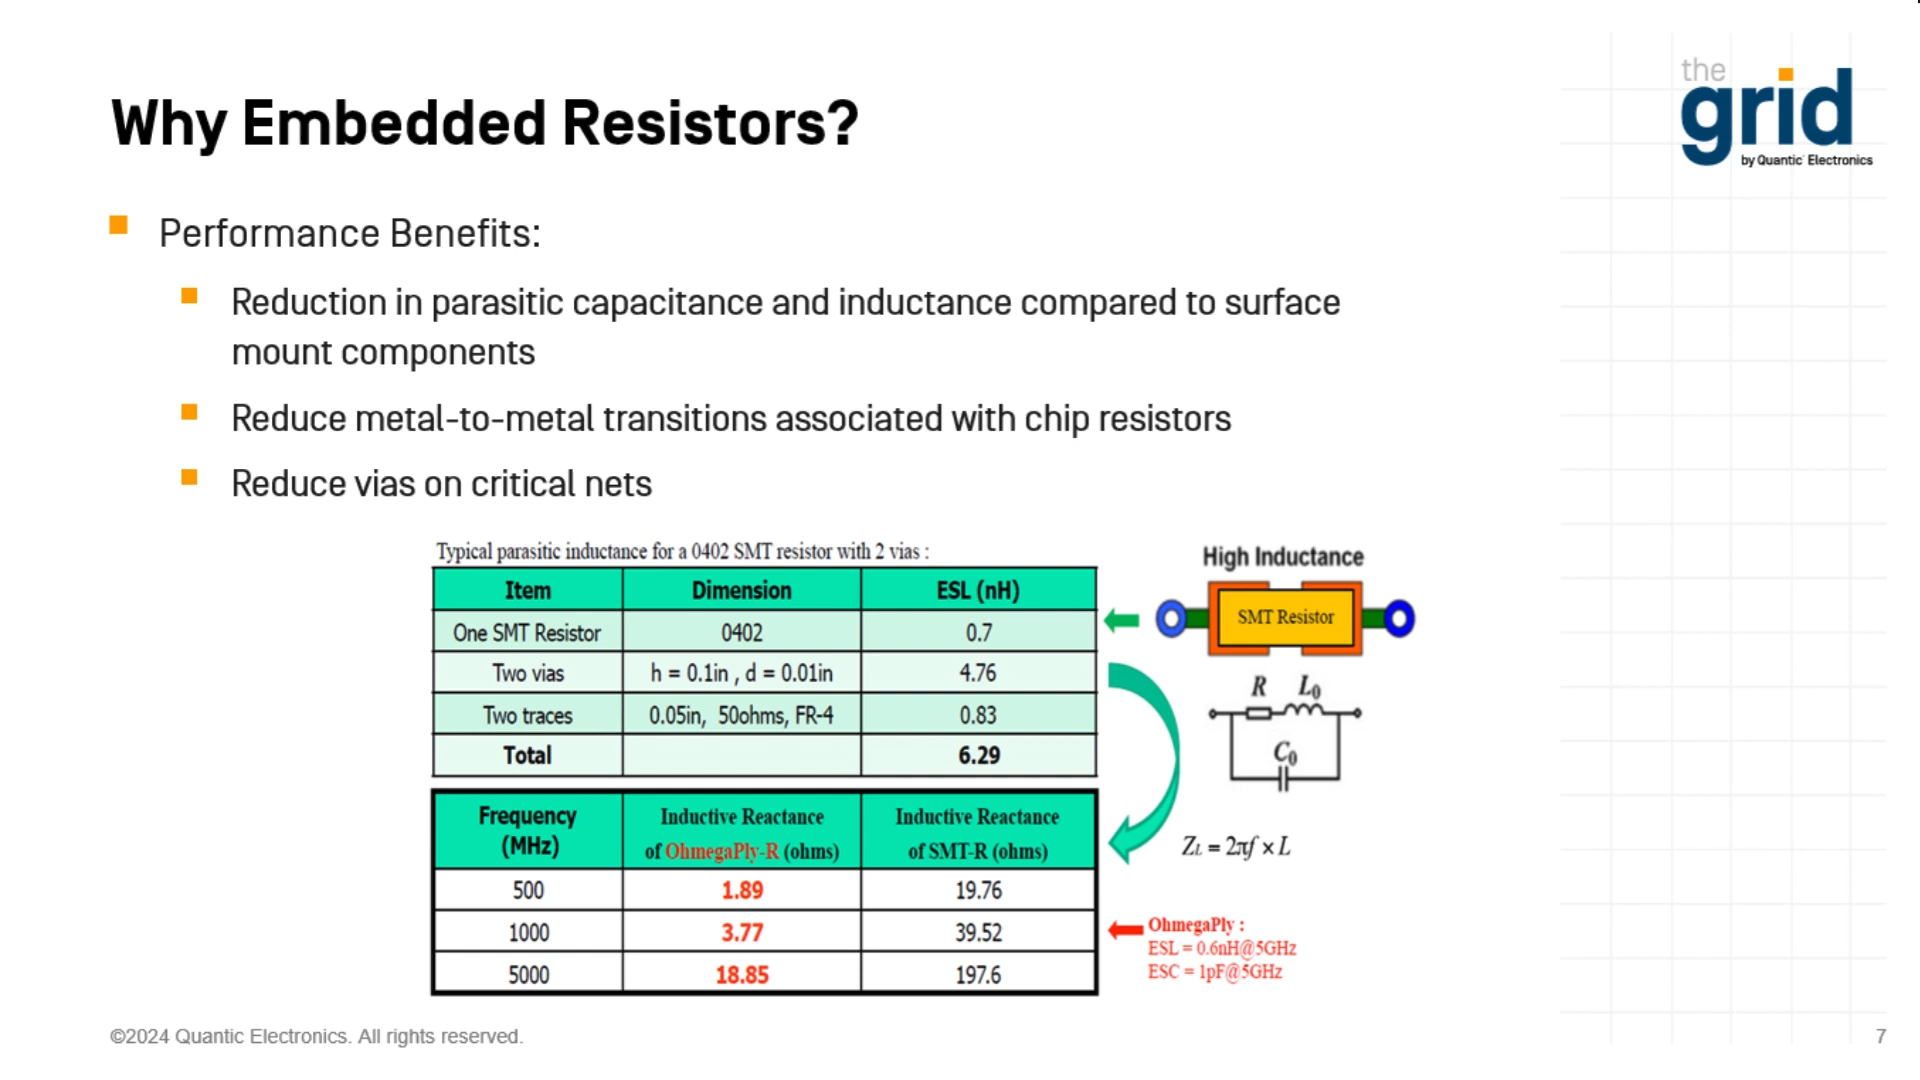 the
grid
by Quantic Electronics
Why Embedded Resistors?
Performance Benefits:
Reduction in parasitic capacitance and inductance compared to surface
mount components
Reduce metal-to-metal transitions associated with chip resistors
Reduce vias on critical nets
Typical parasitic inductance for a 0402 SMT resistor with 2 vias :
Item Dimension ESL (nH)
One SMT Resistor 0402 0.7
Two vias h = 0.1in , d = 0.01in 4.76
Two traces 0.05in, 50ohms, FR-4 0.83
Total 6.29
Frequency (MHz) Inductive Reactance of OhmegaPly-R (ohms) Inductive Reactance of SMT-R (ohms)
500 1.89 19.76
1000 3.77 39.52
5000 18.85 197.6
High Inductance
SMT Resistor
R L₀
C₀
Zʟ = 2πf × L
OhmegaPly :
ESL = 0.6nH@5GHz
ESC = 1pF@5GHz
©2024 Quantic Electronics. All rights reserved.
7